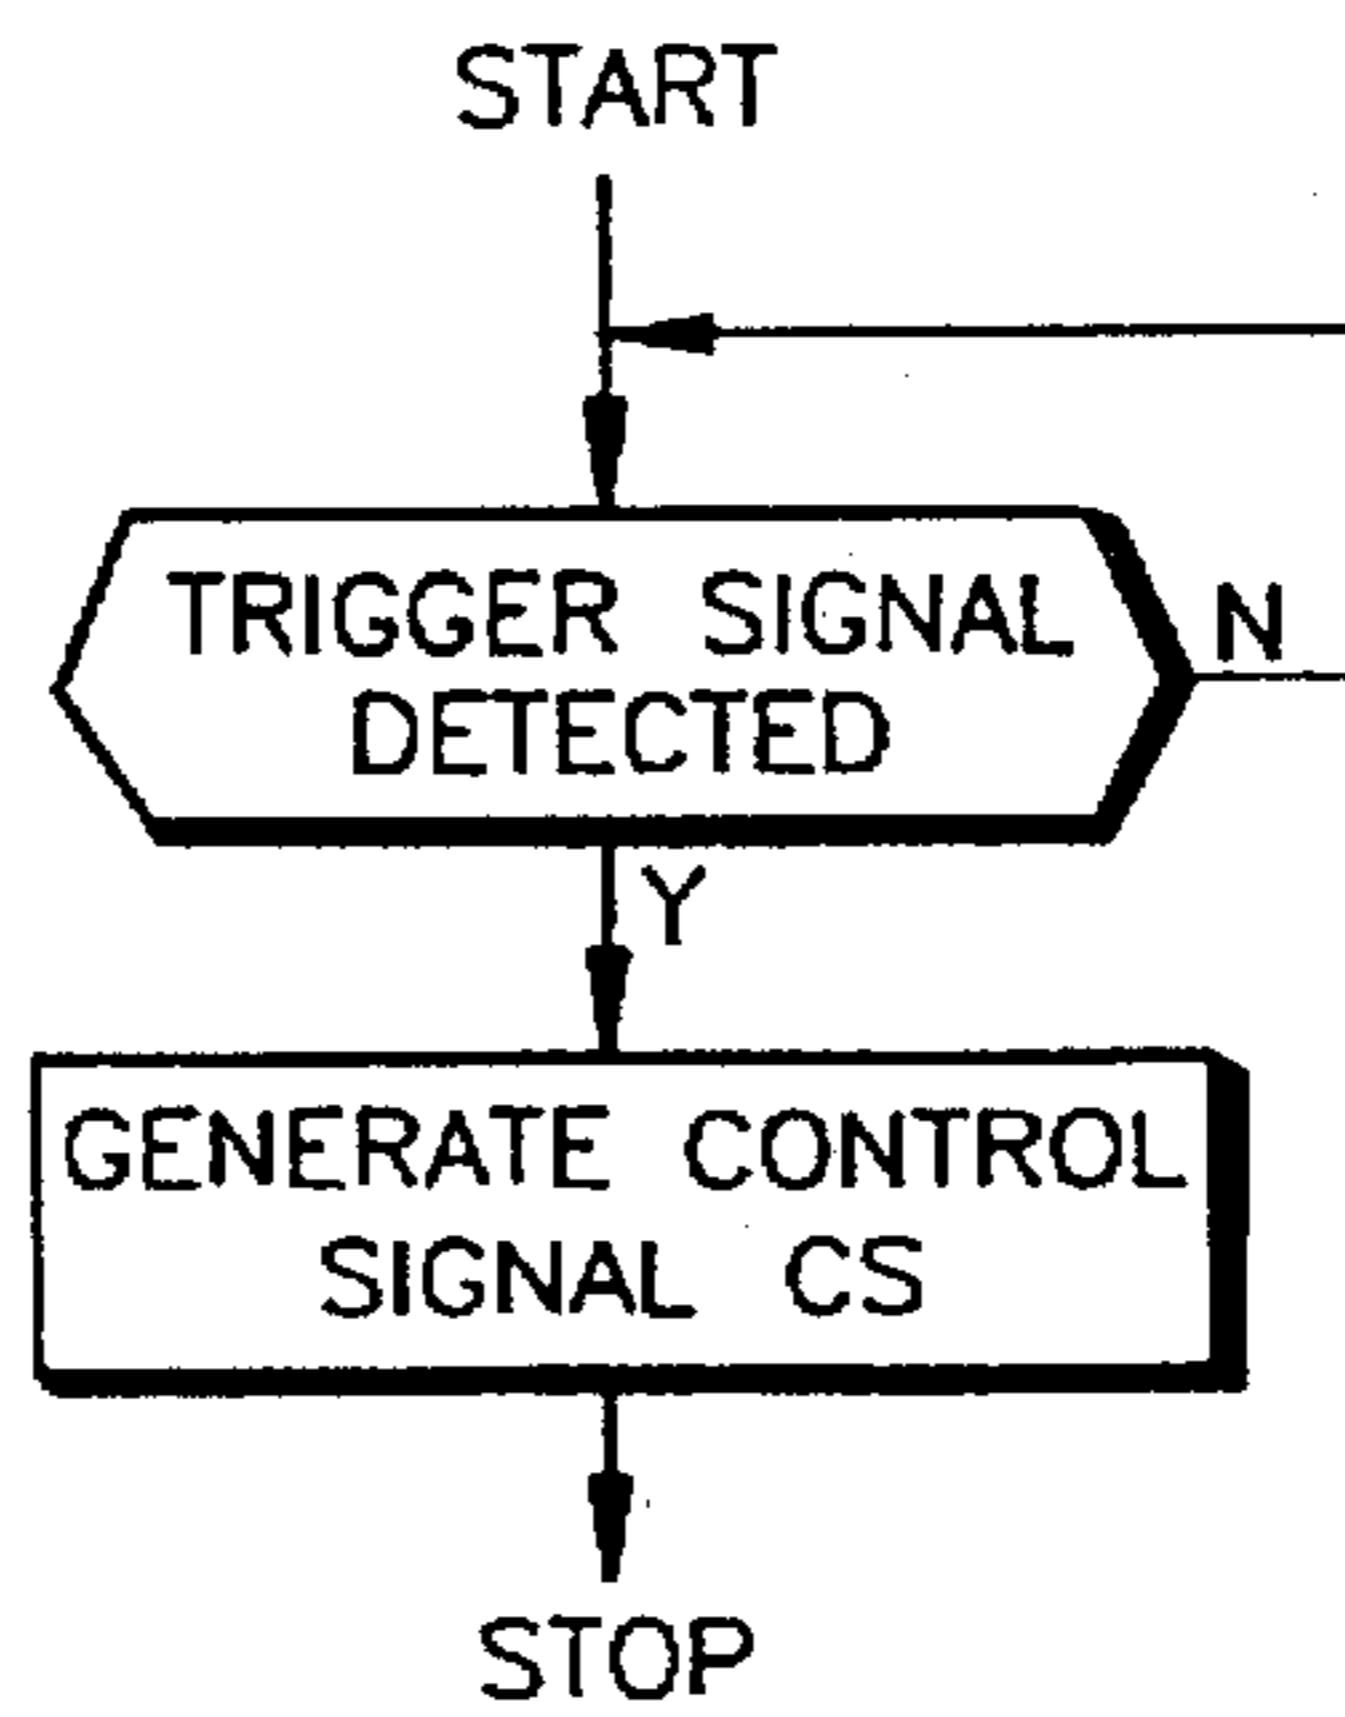 START
TRIGGER SIGNAL
DETECTED
N
Y
GENERATE CONTROL
SIGNAL CS
STOP